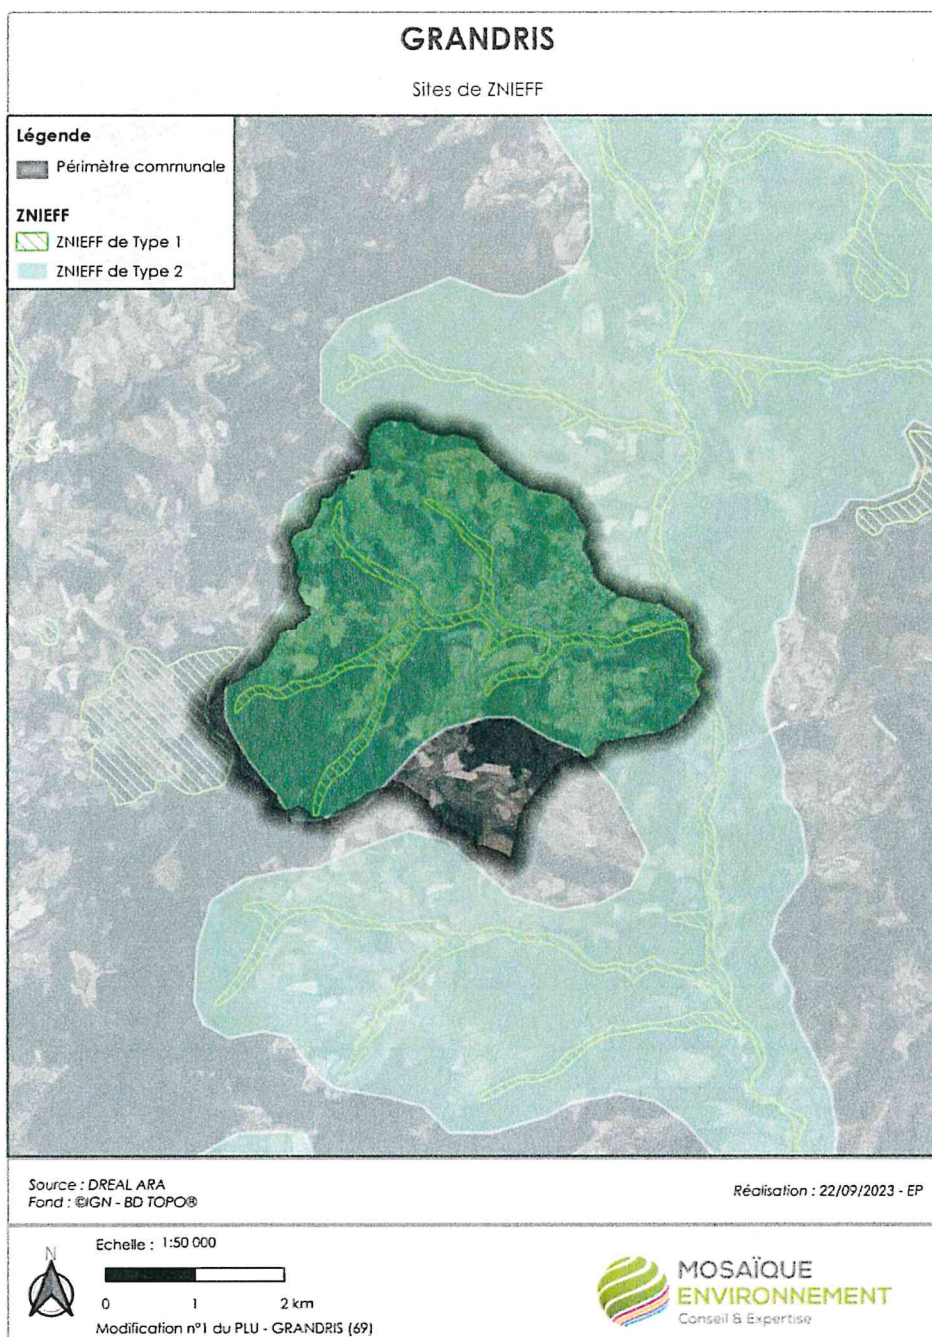 GRANDRIS
Sites de ZNIEFF
Légende
Périmètre communale
ZNIEFF
ZNIEFF de Type 1
ZNIEFF de Type 2
Source : DREAL ARA
Fond : ©IGN - BD TOPO®
Réalisation : 22/09/2023 - EP
N
Echelle : 1:50 000
0 1 2 km
Modification n°1 du PLU - GRANDRIS (69)
MOSAÏQUE
ENVIRONNEMENT
Conseil & Expertise